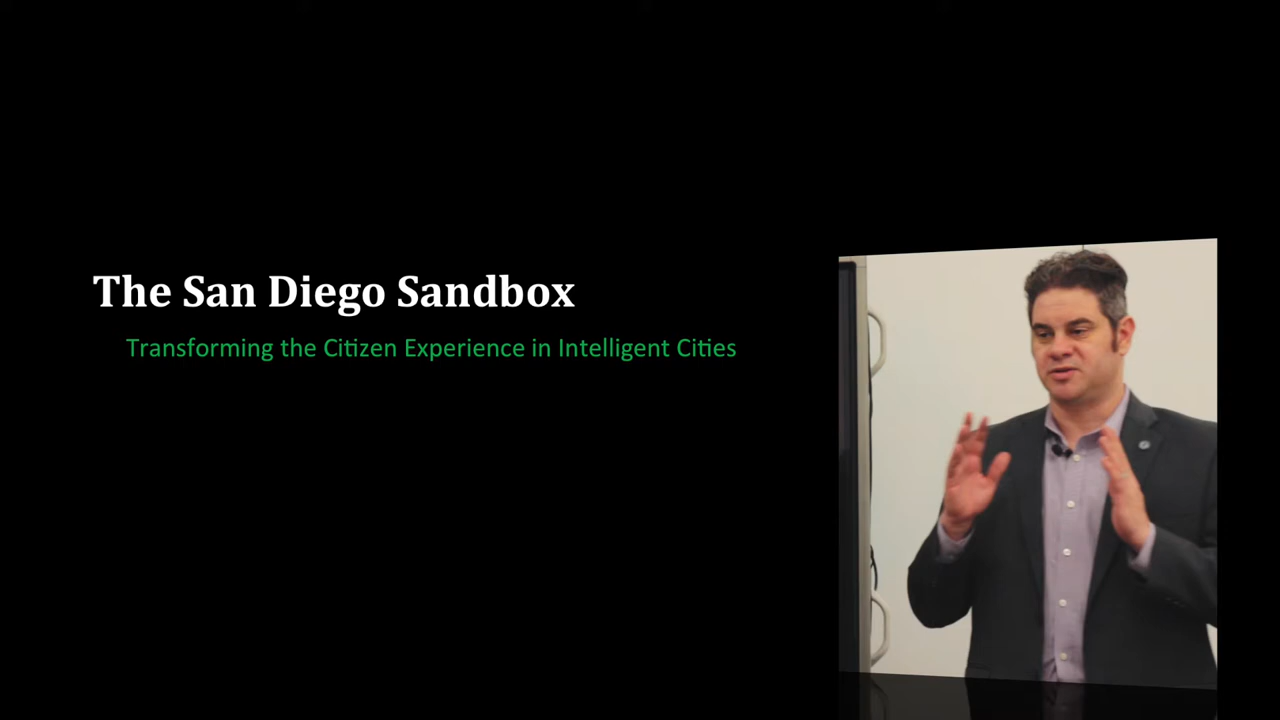 The San Diego Sandbox
Transforming the Citizen Experience in Intelligent Cities